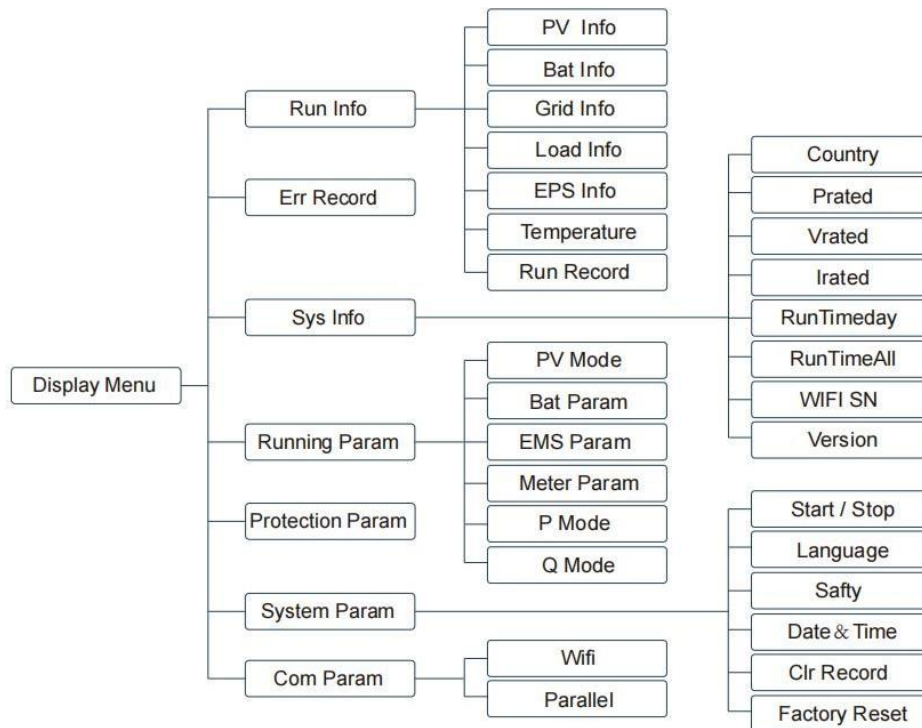 Display Menu
Run Info
PV Info
Bat Info
Grid Info
Load Info
EPS Info
Temperature
Run Record
Err Record
Sys Info
Country
Prated
Vrated
Irated
RunTimeday
RunTimeAll
WIFI SN
Version
Running Param
PV Mode
Bat Param
EMS Param
Meter Param
P Mode
Q Mode
Protection Param
System Param
Start / Stop
Language
Safty
Date & Time
Clr Record
Factory Reset
Com Param
Wifi
Parallel